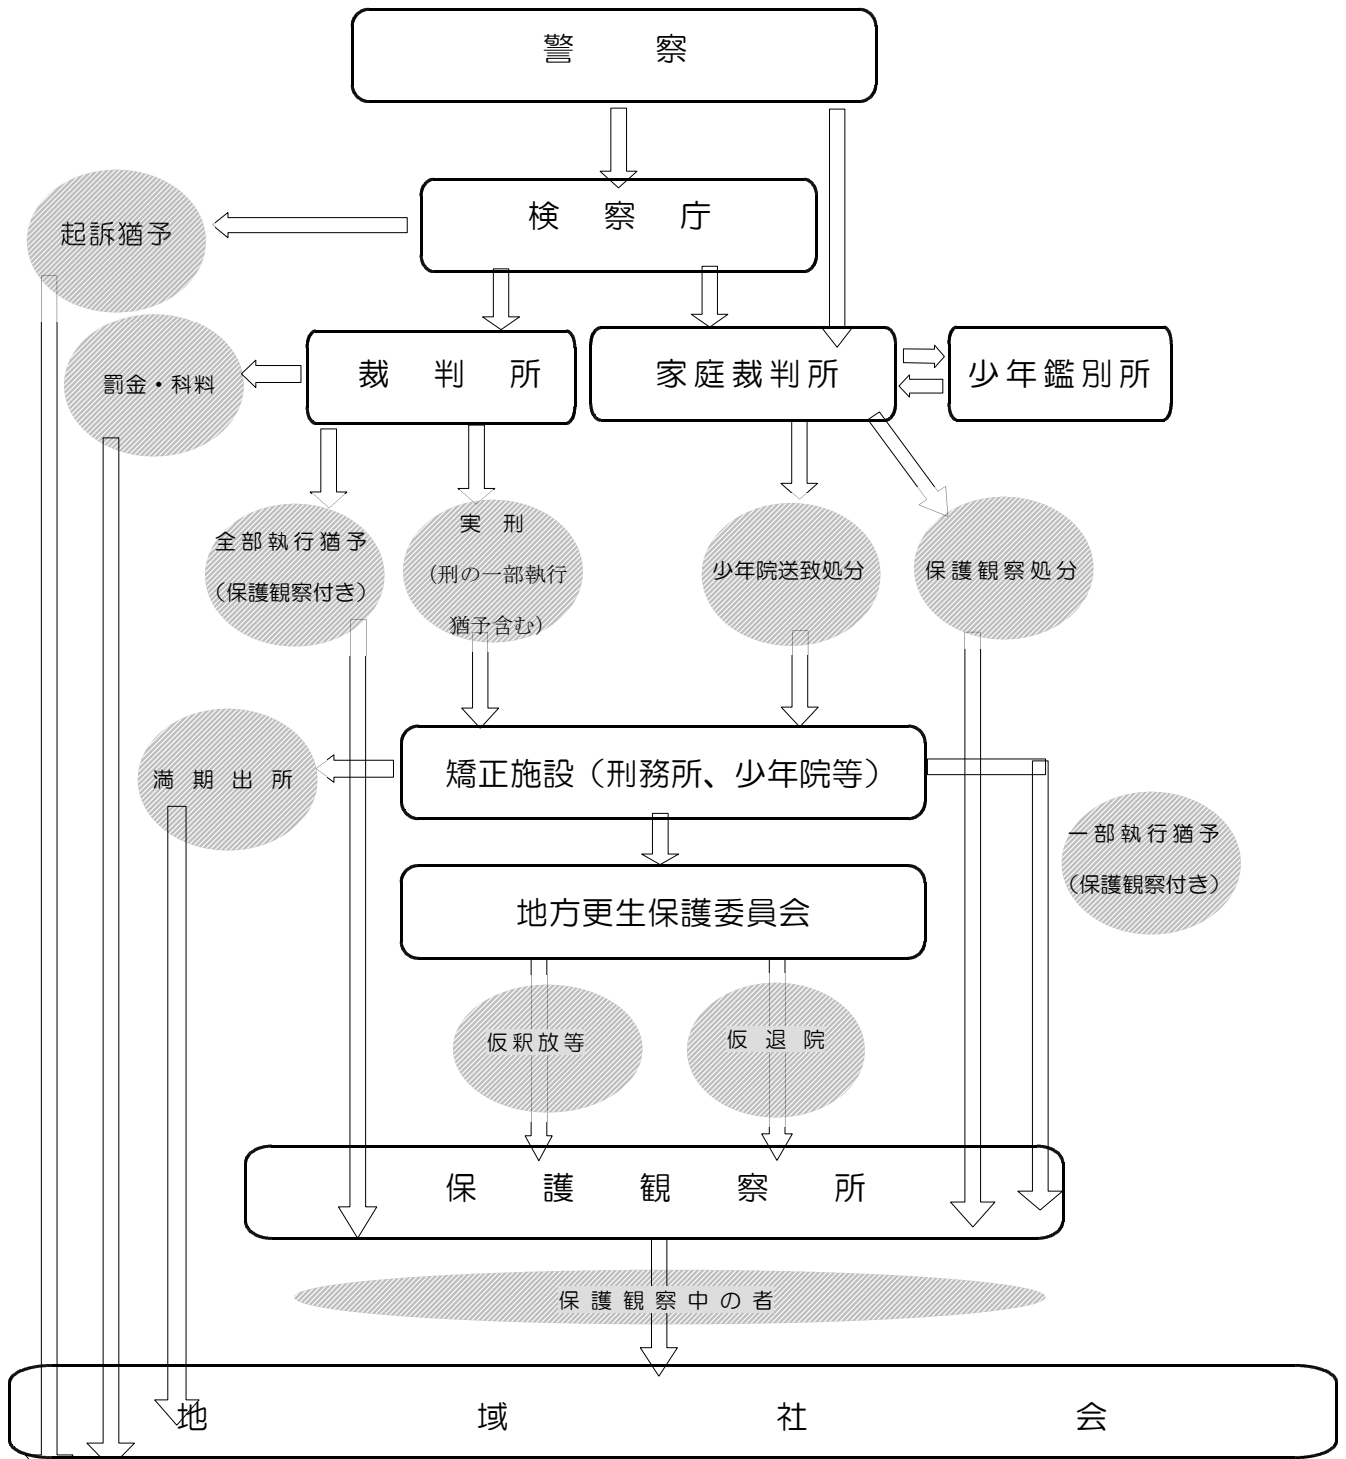 警察
検察庁
起訴猶予
裁判所
家庭裁判所
少年鑑別所
罰金・科料
全部執行猶予
（保護観察付き）
実刑
（刑の一部執行
猶予含む）
少年院送致処分
保護観察処分
矯正施設（刑務所、少年院等）
満期出所
一部執行猶予
（保護観察付き）
地方更生保護委員会
仮釈放等
仮退院
保護観察所
保護観察中の者
地域社会